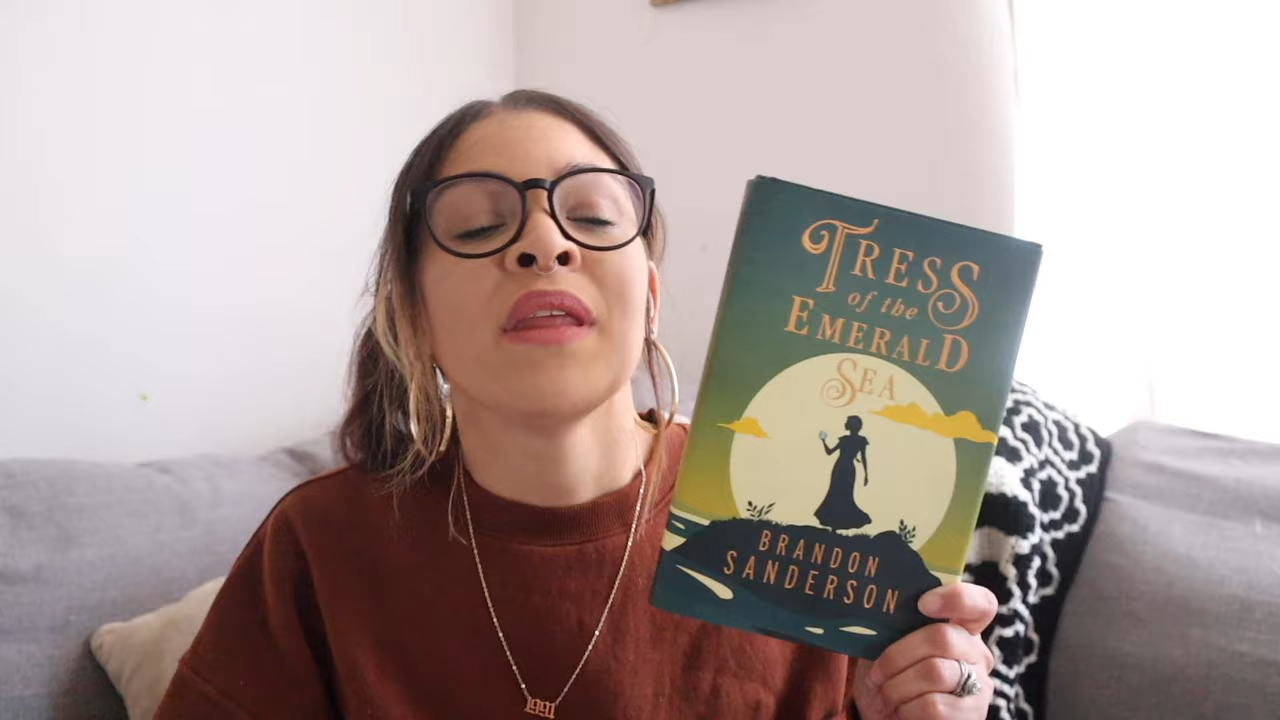 TRESS
of the
EMERALD
SEA
BRANDON
SANDERSON
1991